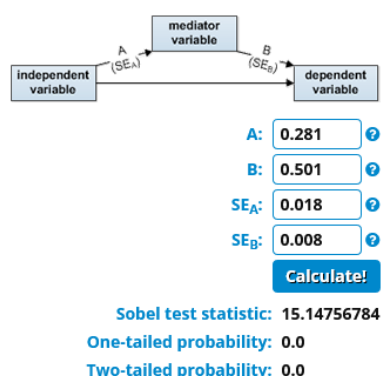 mediator
variable
A
(SEA)
B
(SEB)
independent
variable
dependent
variable
A: 0.281 ?
B: 0.501 ?
SEA: 0.018 ?
SEB: 0.008 ?
Calculate!
Sobel test statistic: 15.14756784
One-tailed probability: 0.0
Two-tailed probability: 0.0